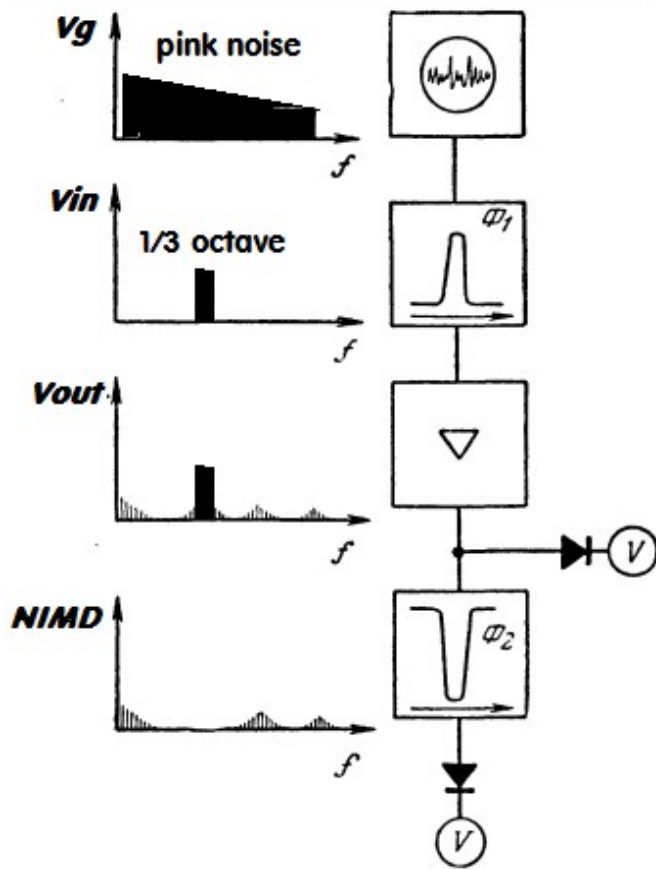 Vg
pink noise
f
Vin
1/3 octave
Φ1
f
Vout
f
V
NIMD
Φ2
f
V